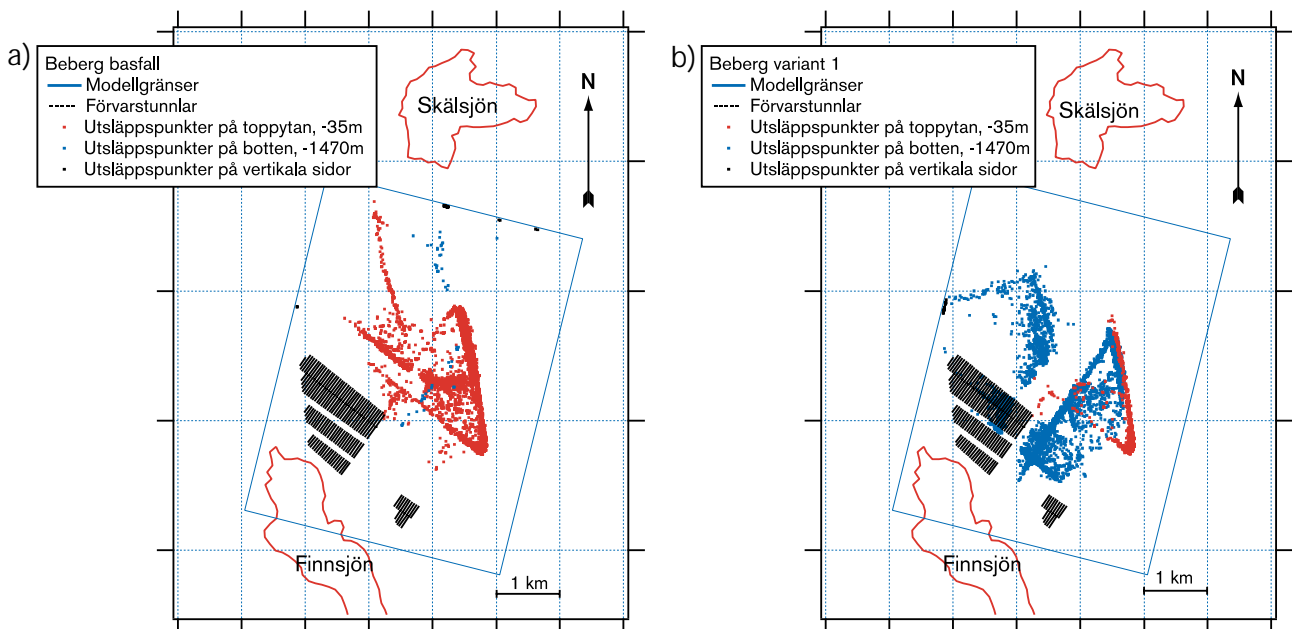 a)
Beberg basfall
Modellgränser
Förvarstunnlar
Utsläppspunkter på toppytan, -35m
Utsläppspunkter på botten, -1470m
Utsläppspunkter på vertikala sidor
Skälsjön
N
Finnsjön
1 km
b)
Beberg variant 1
Modellgränser
Förvarstunnlar
Utsläppspunkter på toppytan, -35m
Utsläppspunkter på botten, -1470m
Utsläppspunkter på vertikala sidor
Skälsjön
N
Finnsjön
1 km